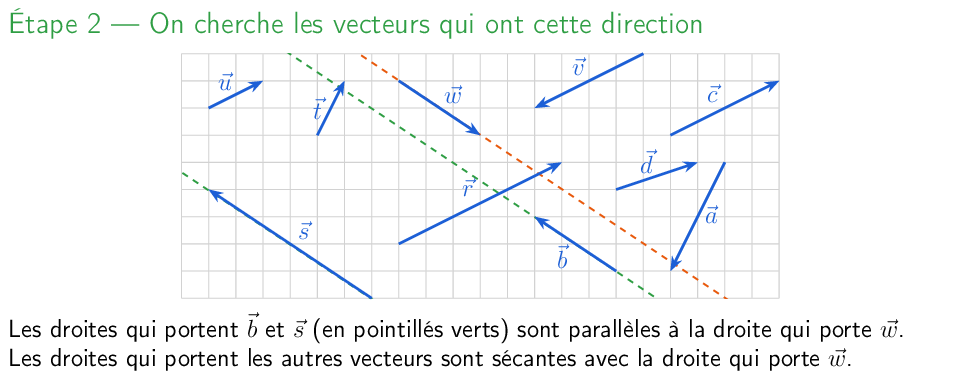 Étape 2 — On cherche les vecteurs qui ont cette direction
u⃗
t⃗
w⃗
v⃗
c⃗
r⃗
d⃗
a⃗
s⃗
b⃗
Les droites qui portent b⃗ et s⃗ (en pointillés verts) sont parallèles à la droite qui porte w⃗.
Les droites qui portent les autres vecteurs sont sécantes avec la droite qui porte w⃗.